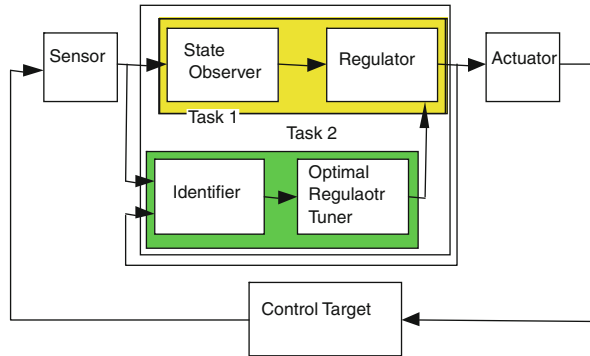 Sensor
State
Observer
Regulator
Actuator
Task 1
Task 2
Identifier
Optimal
Regulaotr
Tuner
Control Target